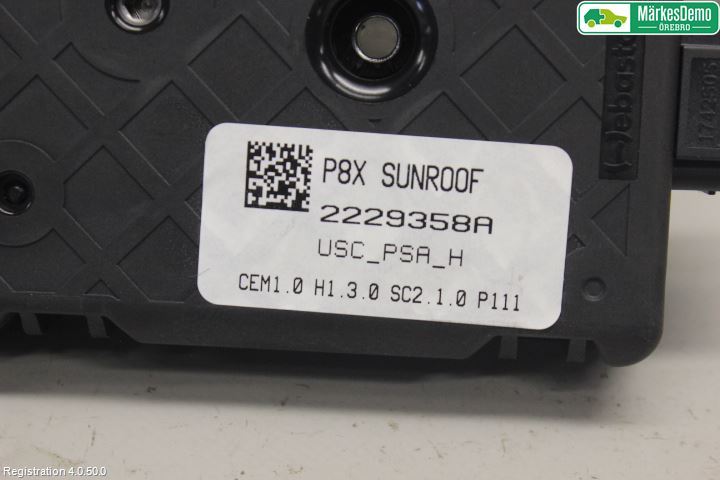 MärkesDemo
ÖREBRO
P8X SUNROOF
2229358A
USC_PSA_H
CEM1.0 H1.3.0 SC2.1.0 P111
Registration 4.0.50.0